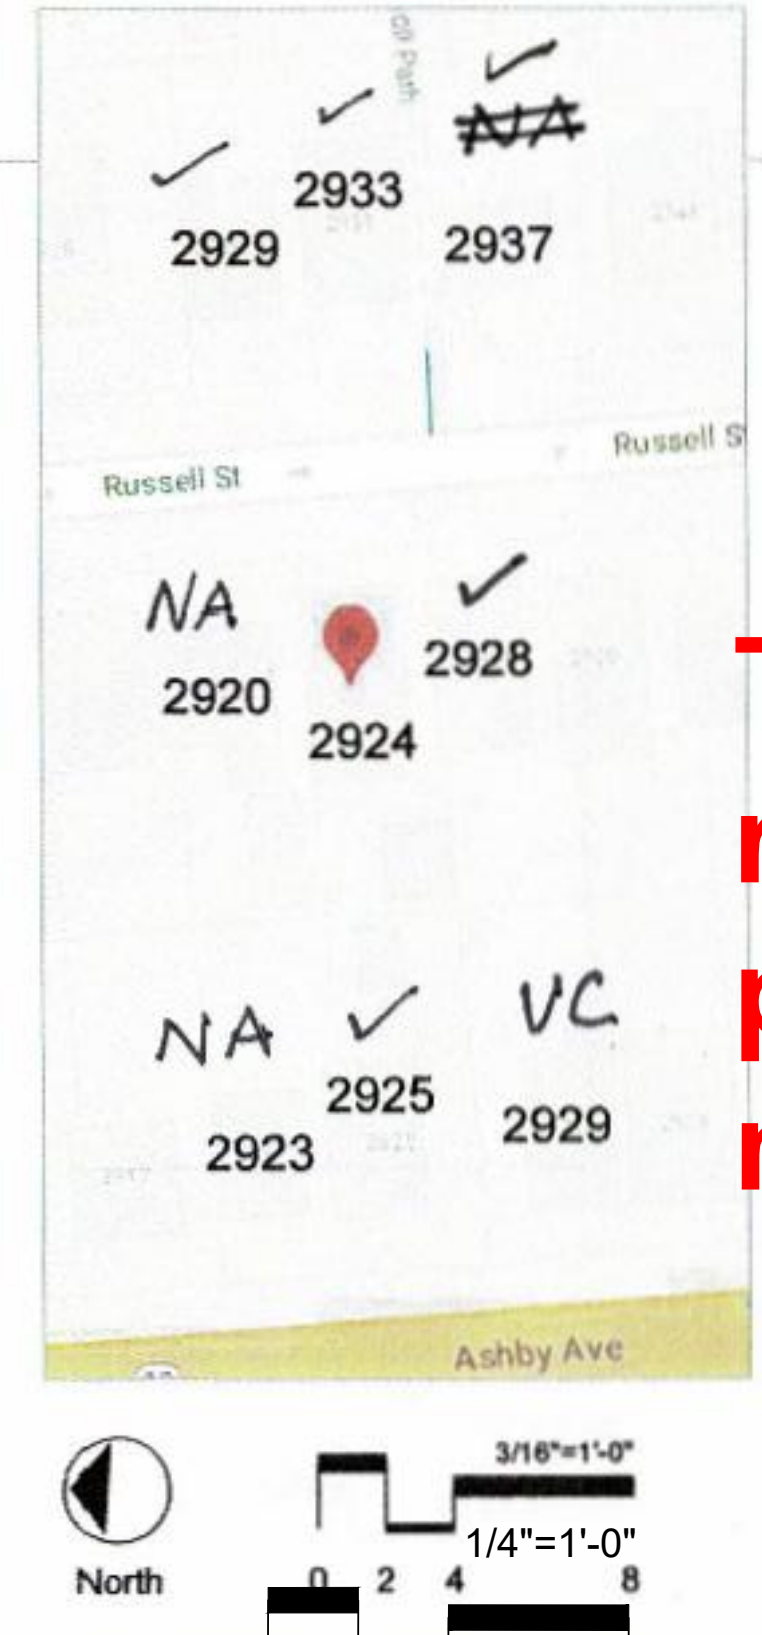 ✓ ✓ ✓
NA
2933
2929 2937
Russell St Russell S
NA ✓
2920 2928
2924
NA ✓ VC
2925 2929
2923
Ashby Ave
3/16"=1'-0"
1/4"=1'-0"
North 0 2 4 8